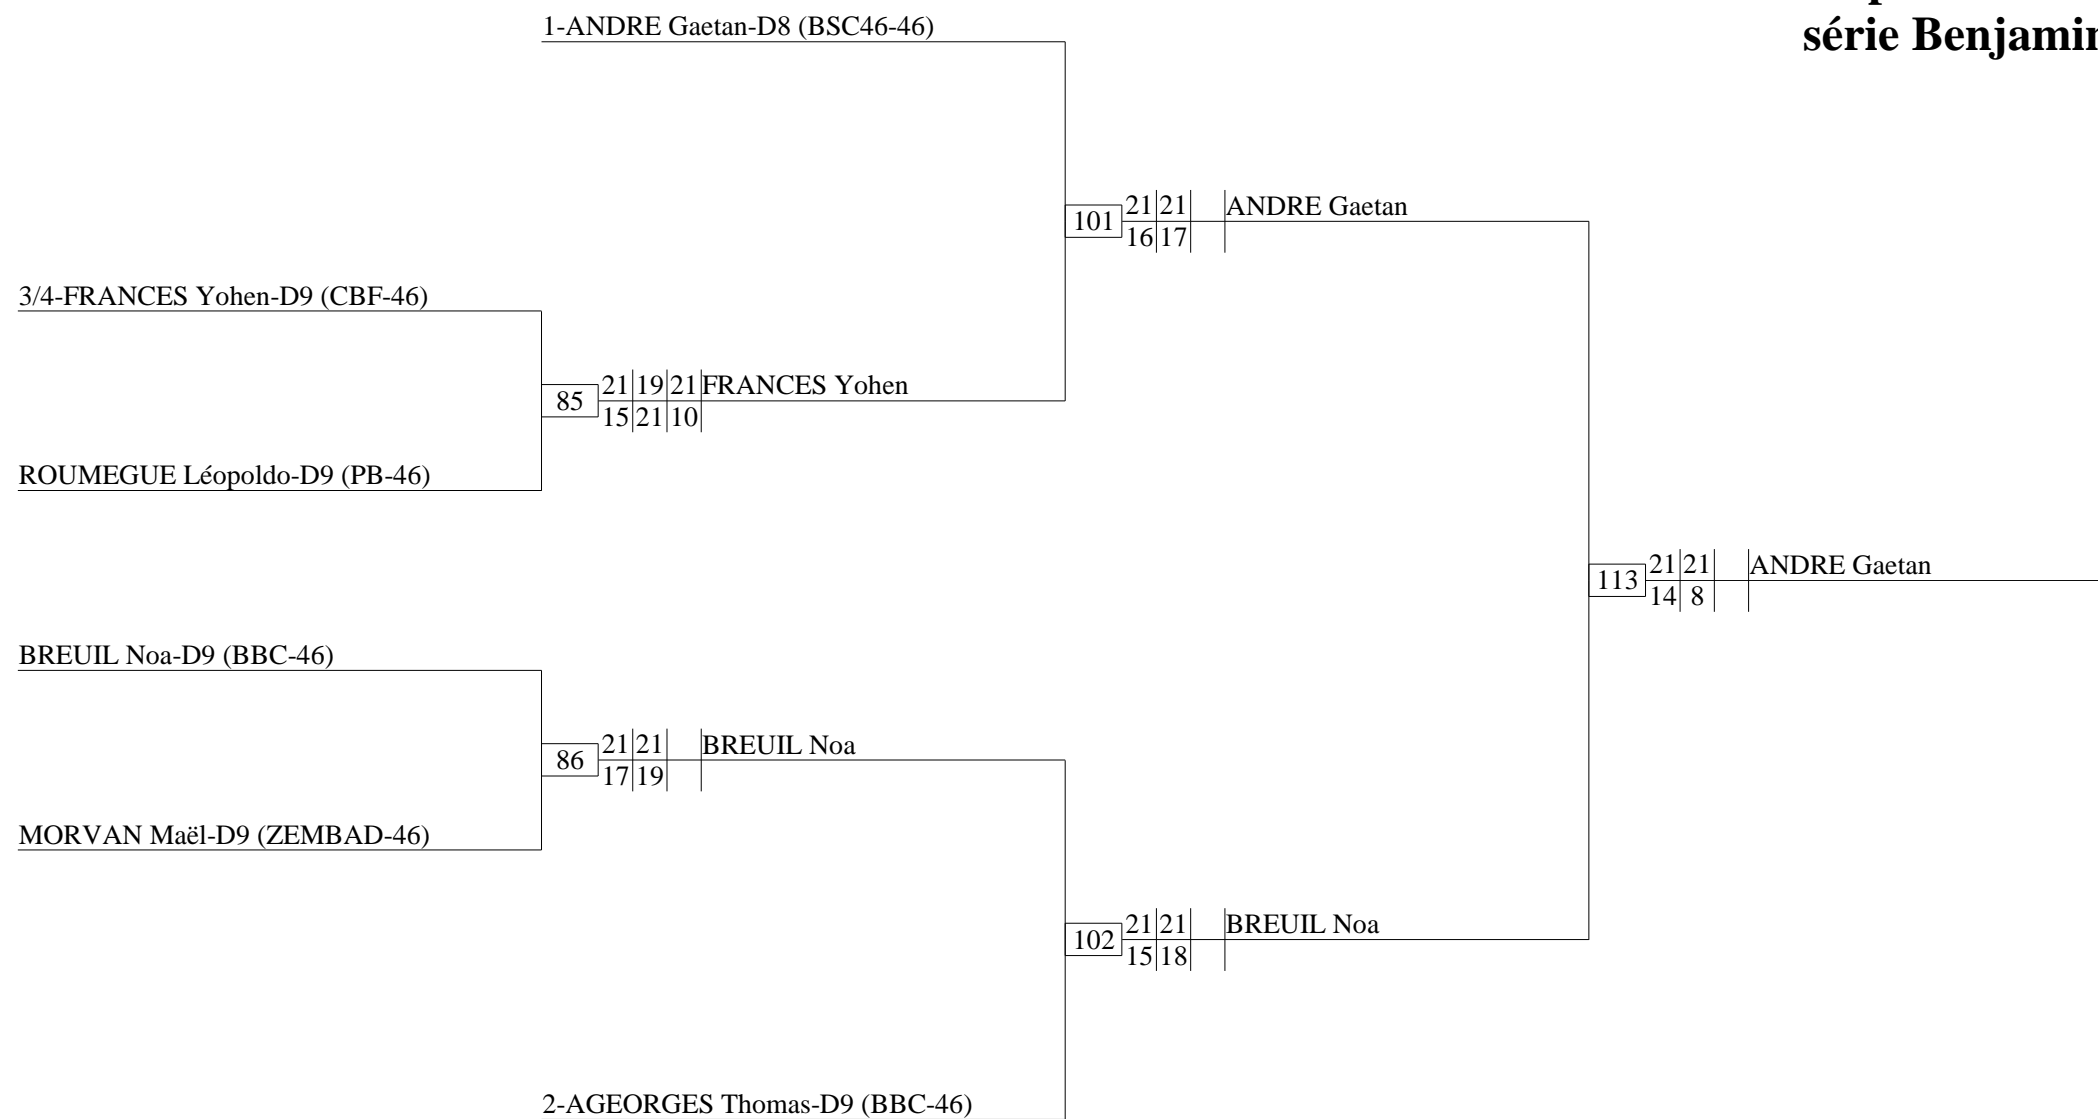 série Benjamin
1-ANDRE Gaetan-D8 (BSC46-46)
101
21 21
16 17
ANDRE Gaetan
3/4-FRANCES Yohen-D9 (CBF-46)
85
21 19 21
15 21 10
FRANCES Yohen
ROUMEGUE Léopoldo-D9 (PB-46)
113
21 21
14 8
ANDRE Gaetan
BREUIL Noa-D9 (BBC-46)
86
21 21
17 19
BREUIL Noa
MORVAN Maël-D9 (ZEMBAD-46)
102
21 21
15 18
BREUIL Noa
2-AGEORGES Thomas-D9 (BBC-46)